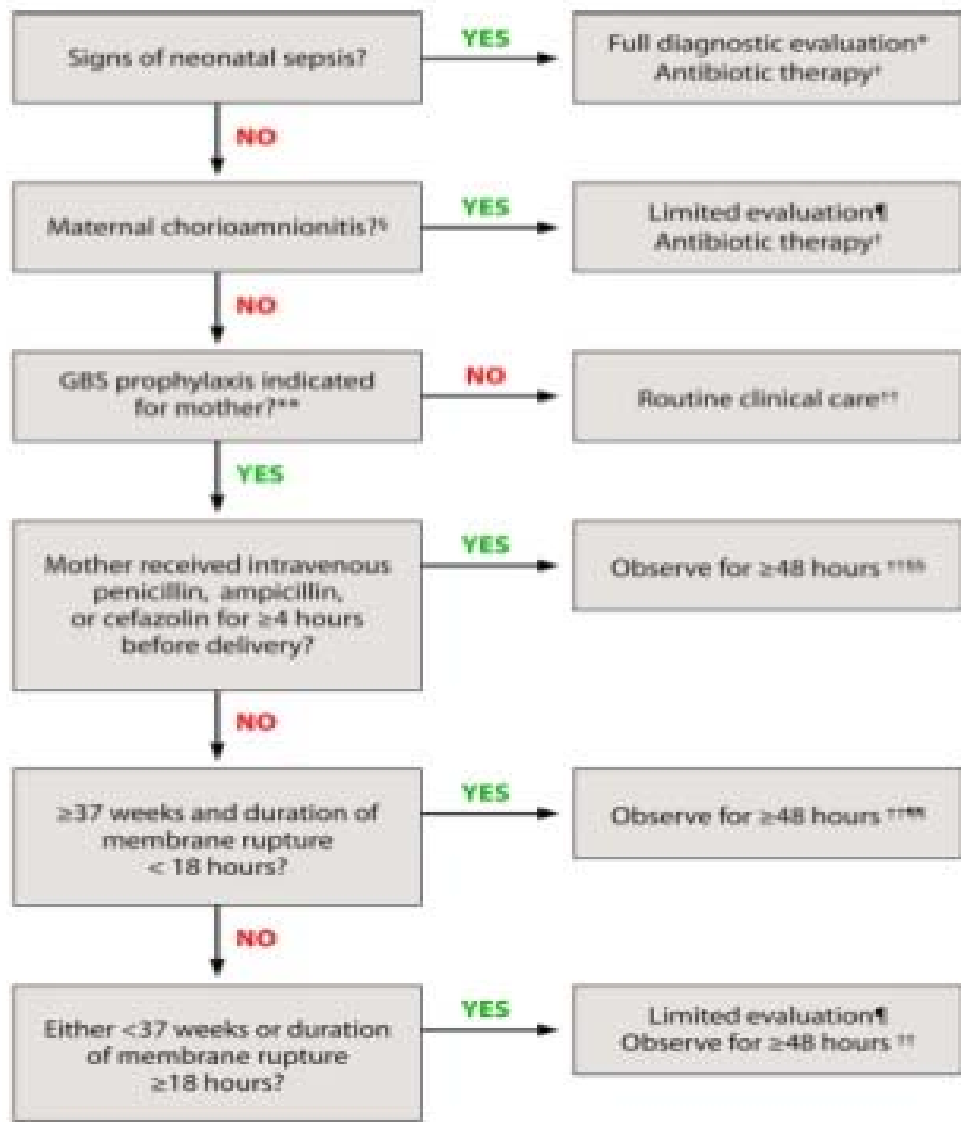 Signs of neonatal sepsis?
YES
Full diagnostic evaluation*
Antibiotic therapy†
NO
Maternal chorioamnionitis?§
YES
Limited evaluation¶
Antibiotic therapy†
NO
GBS prophylaxis indicated
for mother?**
NO
Routine clinical care††
YES
Mother received intravenous
penicillin, ampicillin,
or cefazolin for ≥4 hours
before delivery?
YES
Observe for ≥48 hours ††§§
NO
≥37 weeks and duration of
membrane rupture
< 18 hours?
YES
Observe for ≥48 hours ††¶¶
NO
Either <37 weeks or duration
of membrane rupture
≥18 hours?
YES
Limited evaluation¶
Observe for ≥48 hours ††